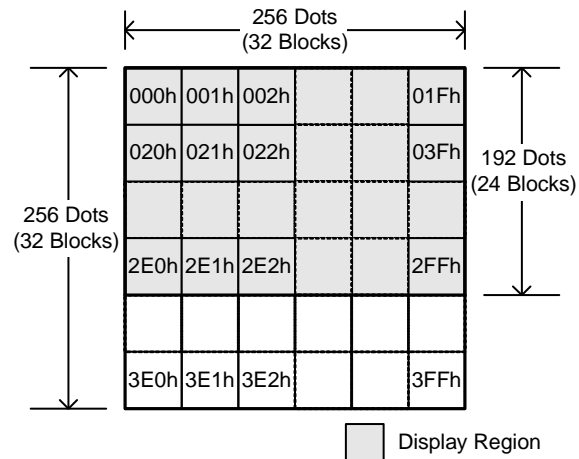 256 Dots
(32 Blocks)
000h 001h 002h 01Fh
020h 021h 022h 03Fh
192 Dots
(24 Blocks)
256 Dots
(32 Blocks)
2E0h 2E1h 2E2h 2FFh
3E0h 3E1h 3E2h 3FFh
Display Region